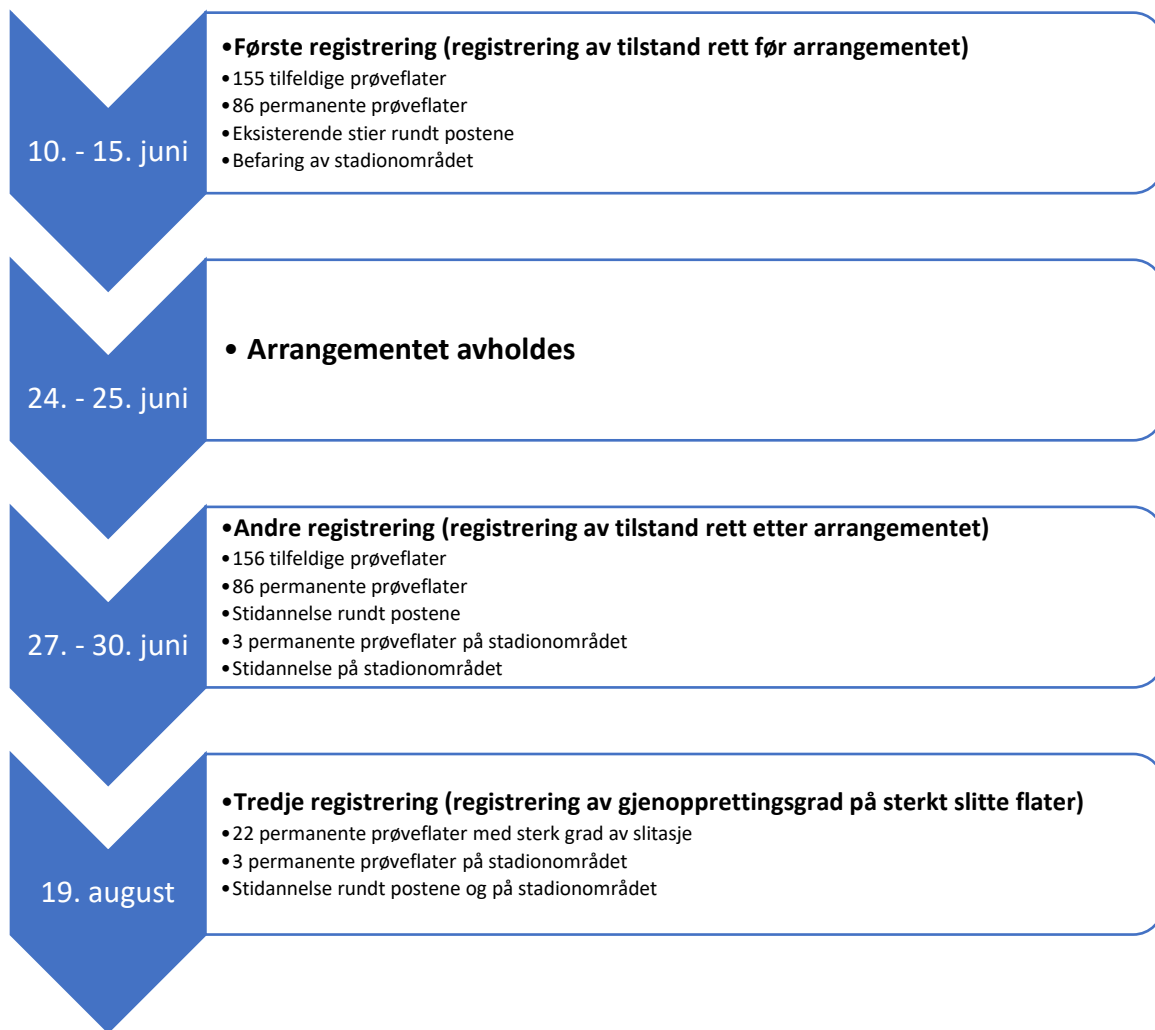 10. - 15. juni
•Første registrering (registrering av tilstand rett før arrangementet)
•155 tilfeldige prøveflater
•86 permanente prøveflater
•Eksisterende stier rundt postene
•Befaring av stadionområdet
24. - 25. juni
• Arrangementet avholdes
27. - 30. juni
•Andre registrering (registrering av tilstand rett etter arrangementet)
•156 tilfeldige prøveflater
•86 permanente prøveflater
•Stidannelse rundt postene
•3 permanente prøveflater på stadionområdet
•Stidannelse på stadionområdet
19. august
•Tredje registrering (registrering av gjenopprettingsgrad på sterkt slitte flater)
•22 permanente prøveflater med sterk grad av slitasje
•3 permanente prøveflater på stadionområdet
•Stidannelse rundt postene og på stadionområdet